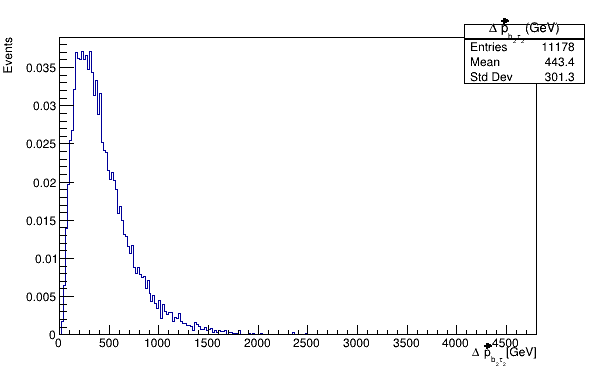 Δ p⃗ b₂τ₂ (GeV)
Entries 11178
Mean 443.4
Std Dev 301.3
Events
0.035
0.03
0.025
0.02
0.015
0.01
0.005
0
0 500 1000 1500 2000 2500 3000 3500 4000 4500
Δ p⃗ b₂τ₂ [GeV]